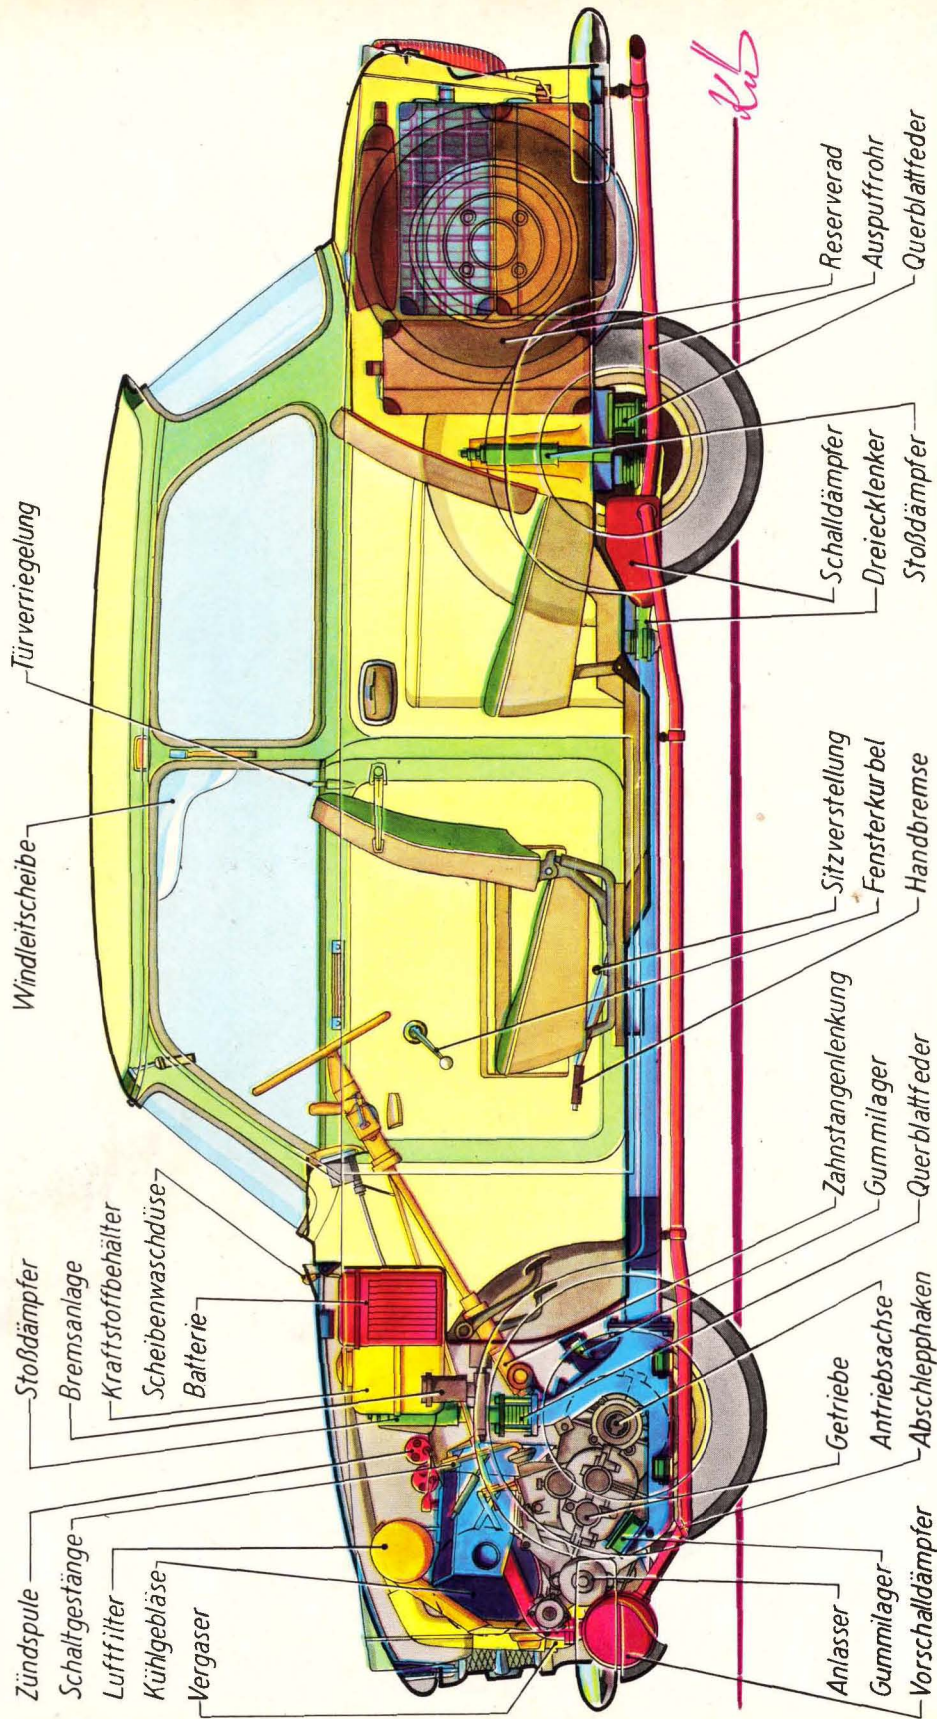 Zündspule
Schaltgestänge
Luftfilter
Kühlgebläse
Vergaser
Stoßdämpfer
Bremsanlage
Kraftstoffbehälter
Scheibenwaschdüse
Batterie
Windleitscheibe
Türverriegelung
Anlasser
Gummilager
Vorschalldämpfer
Getriebe
Antriebsachse
Abschlepphaken
Zahnstangenlenkung
Gummilager
Querblattfeder
Sitzverstellung
Fensterkurbel
Handbremse
Schalldämpfer
Dreiecklenker
Stoßdämpfer
Reserverad
Auspuffrohr
Querblattfeder